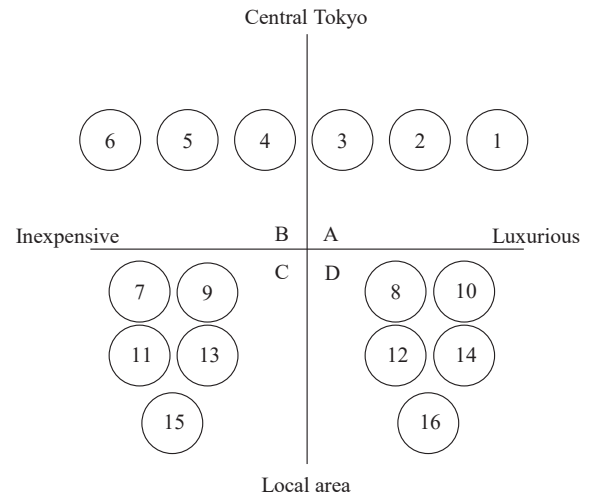 Central Tokyo
6 5 4 3 2 1
Inexpensive B A Luxurious
C D
7 9 8 10
11 13 12 14
15 16
Local area